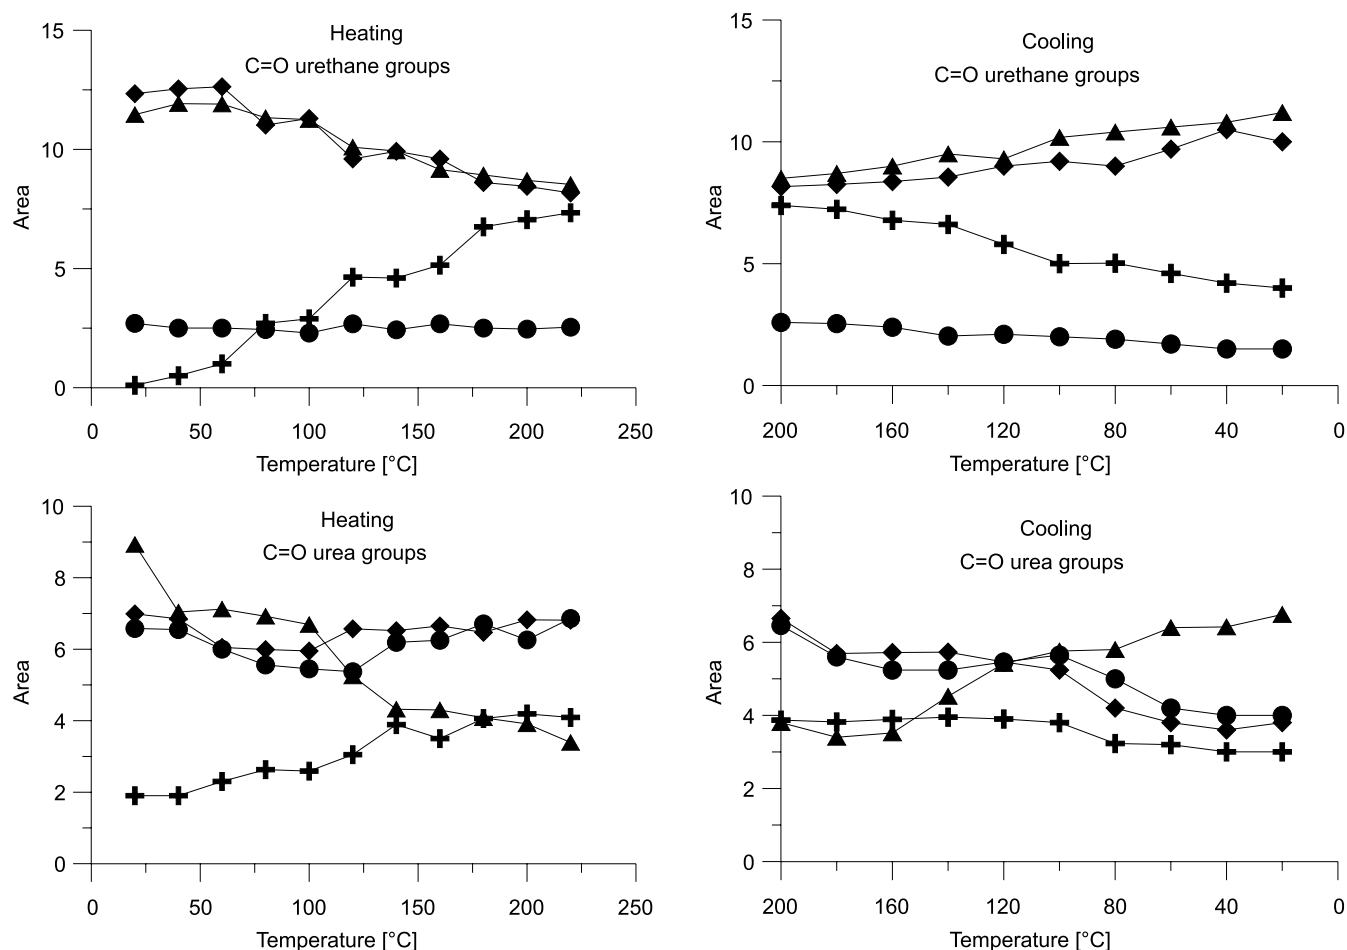 Heating
C=O urethane groups
15
10
5
0
Area
0 50 100 150 200 250
Temperature [°C]
Cooling
C=O urethane groups
15
10
5
0
Area
200 160 120 80 40 0
Temperature [°C]
Heating
C=O urea groups
10
8
6
4
2
0
Area
0 50 100 150 200 250
Temperature [°C]
Cooling
C=O urea groups
10
8
6
4
2
0
Area
200 160 120 80 40 0
Temperature [°C]